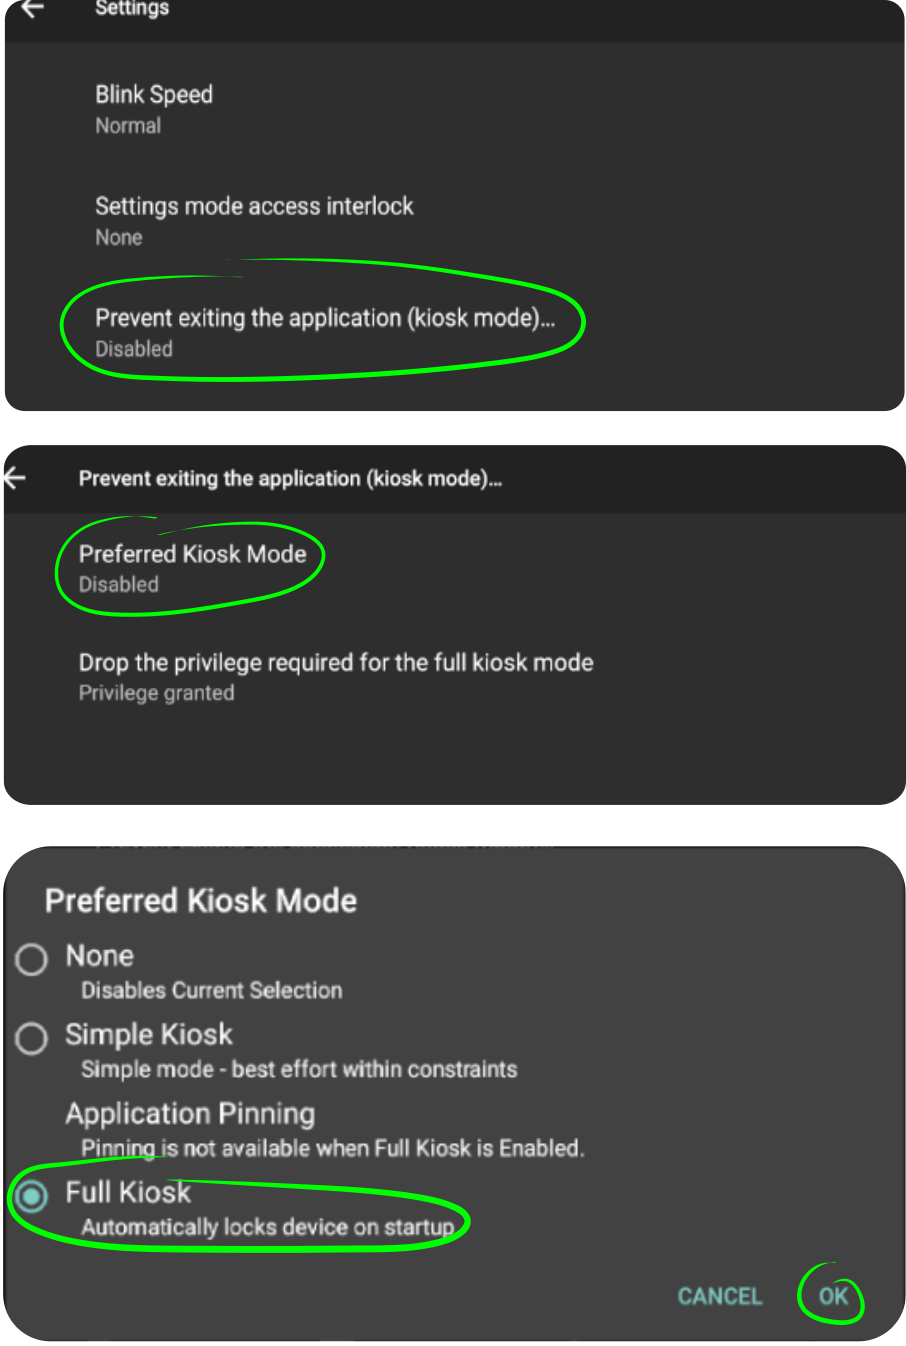 Settings
Blink Speed
Normal
Settings mode access interlock
None
Prevent exiting the application (kiosk mode)...
Disabled
Prevent exiting the application (kiosk mode)...
Preferred Kiosk Mode
Disabled
Drop the privilege required for the full kiosk mode
Privilege granted
Preferred Kiosk Mode
None
Disables Current Selection
Simple Kiosk
Simple mode - best effort within constraints
Application Pinning
Pinning is not available when Full Kiosk is Enabled.
Full Kiosk
Automatically locks device on startup
CANCEL OK